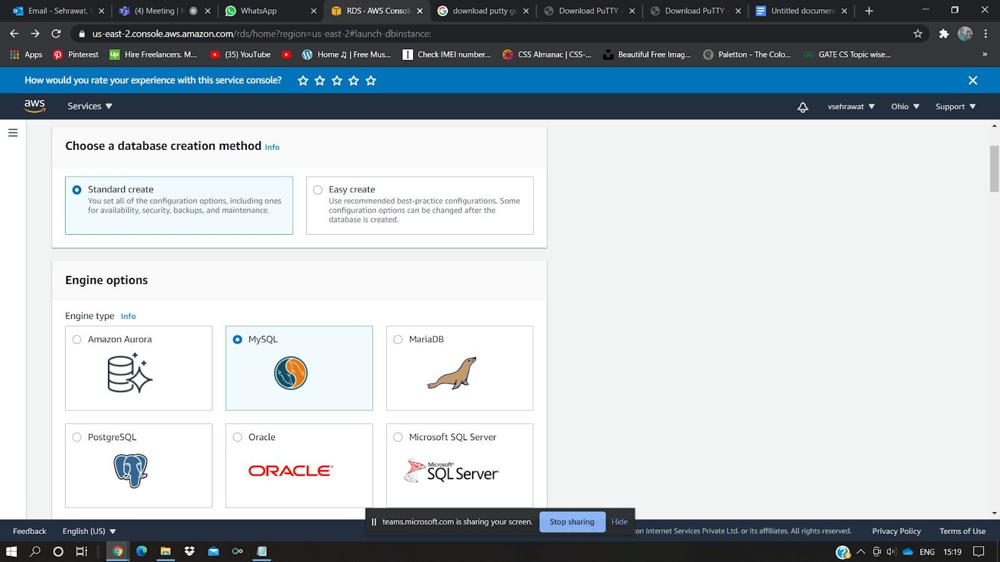 Email - Sehrawat, V
(4) Meeting | M
WhatsApp
RDS · AWS Console
download putty ge
Download PuTTY -
Download PuTTY -
Untitled document
us-east-2.console.aws.amazon.com/rds/home?region=us-east-2#launch-dbinstance:
Apps
Pinterest
Up
Hire Freelancers. M...
(35) YouTube
Home ♫ | Free Mus...
I
Check IMEI number...
CSS Almanac | CSS-...
Beautiful Free Imag...
Paletton - The Colo...
GATE CS Topic wise...
»
How would you rate your experience with this service console?
aws
Services
vsehrawat
Ohio
Support
Choose a database creation method Info
Standard create
You set all of the configuration options, including ones
for availability, security, backups, and maintenance.
Easy create
Use recommended best-practice configurations. Some
configuration options can be changed after the
database is created.
Engine options
Engine type Info
Amazon Aurora
MySQL
MariaDB
PostgreSQL
Oracle
ORACLE
Microsoft SQL Server
Microsoft
SQL Server
teams.microsoft.com is sharing your screen.
Stop sharing
Hide
Feedback
English (US)
on Internet Services Private Ltd. or its affiliates. All rights reserved.
Privacy Policy
Terms of Use
ENG
15:19